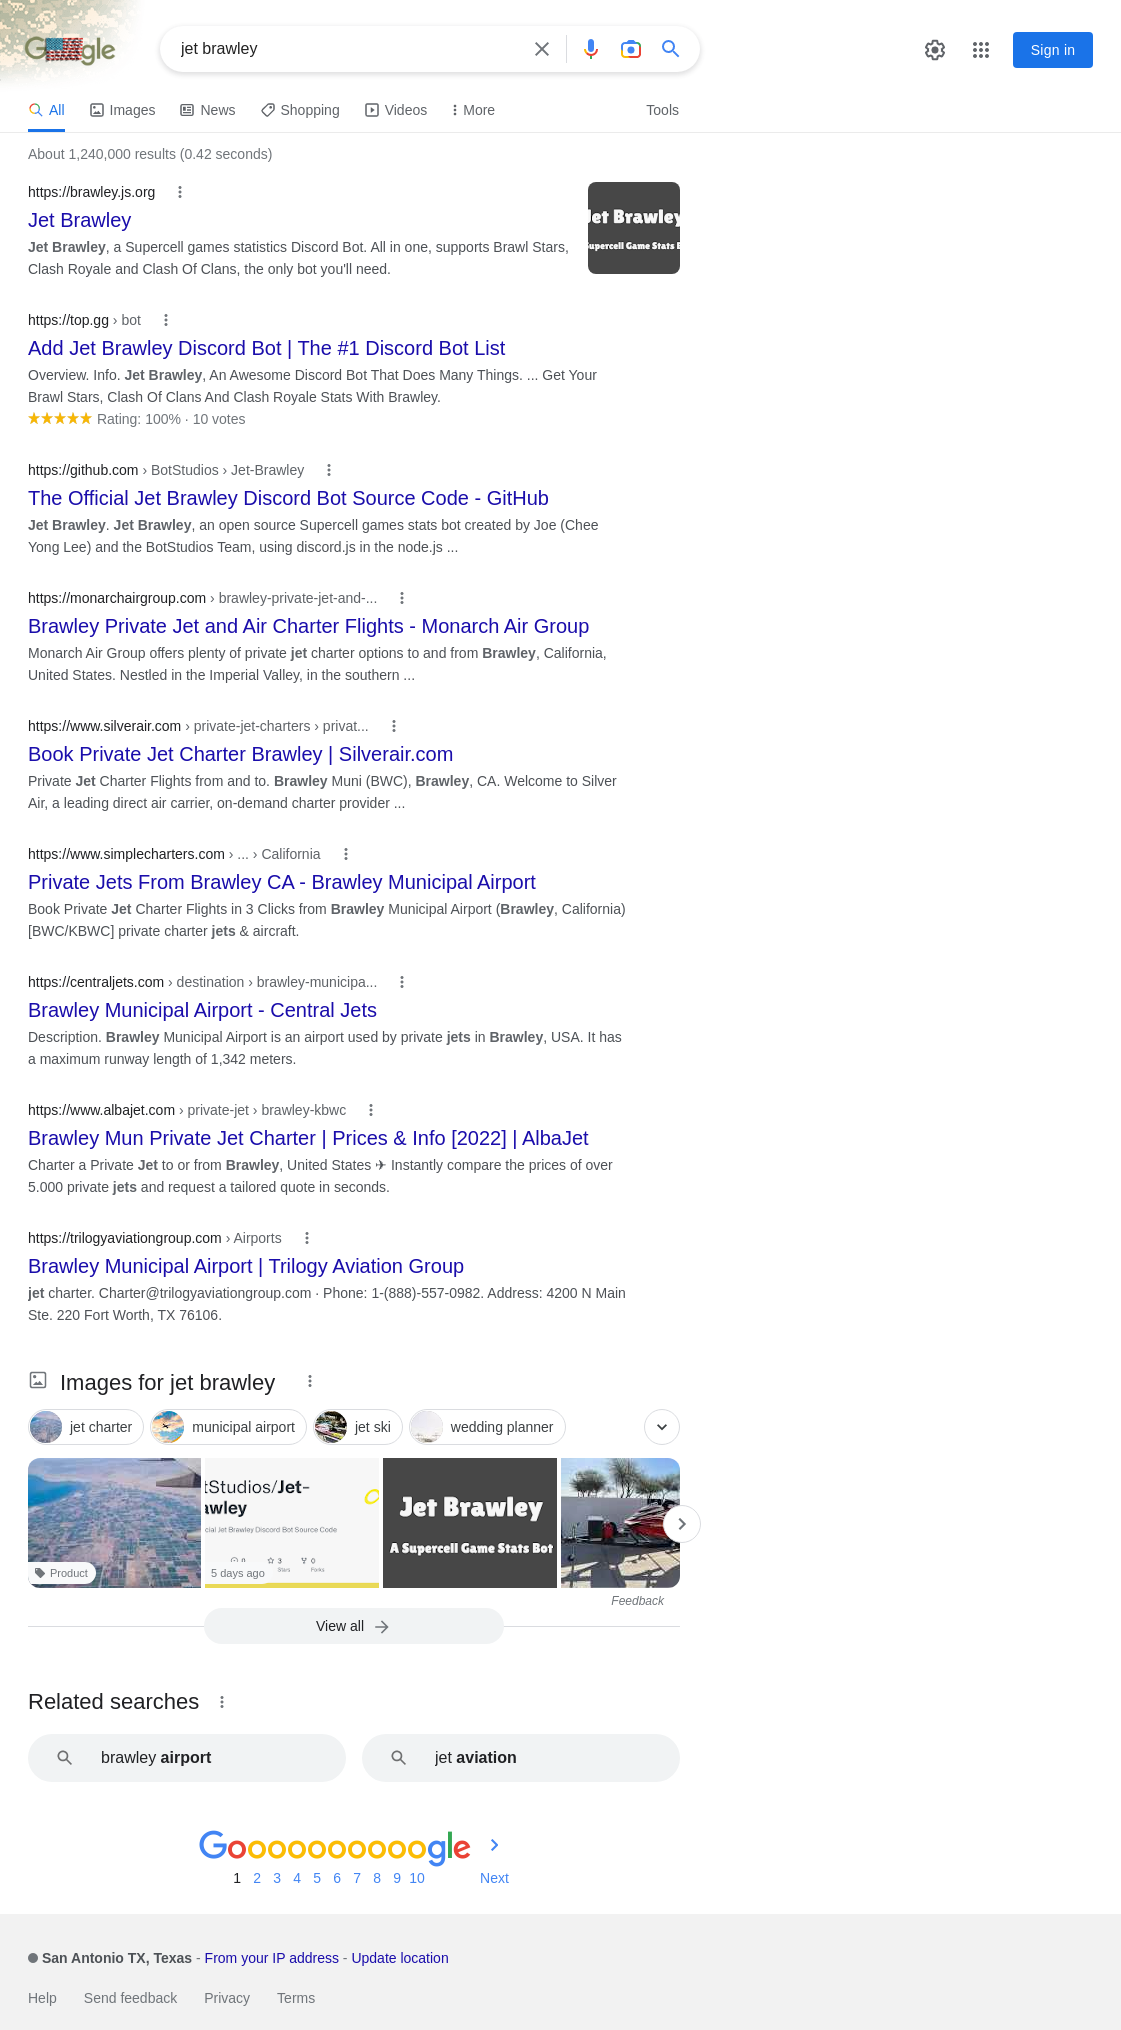 Google
jet brawley
Sign in
All
Images
News
Shopping
Videos
More
Tools
About 1,240,000 results (0.42 seconds)
https://brawley.js.org
Jet Brawley
Jet Brawley, a Supercell games statistics Discord Bot. All in one, supports Brawl Stars,
Clash Royale and Clash Of Clans, the only bot you'll need.
Jet Brawley
Supercell Game Stats B
https://top.gg › bot
Add Jet Brawley Discord Bot | The #1 Discord Bot List
Overview. Info. Jet Brawley, An Awesome Discord Bot That Does Many Things. ... Get Your
Brawl Stars, Clash Of Clans And Clash Royale Stats With Brawley.
★★★★★ Rating: 100% · 10 votes
https://github.com › BotStudios › Jet-Brawley
The Official Jet Brawley Discord Bot Source Code - GitHub
Jet Brawley. Jet Brawley, an open source Supercell games stats bot created by Joe (Chee
Yong Lee) and the BotStudios Team, using discord.js in the node.js ...
https://monarchairgroup.com › brawley-private-jet-and-...
Brawley Private Jet and Air Charter Flights - Monarch Air Group
Monarch Air Group offers plenty of private jet charter options to and from Brawley, California,
United States. Nestled in the Imperial Valley, in the southern ...
https://www.silverair.com › private-jet-charters › privat...
Book Private Jet Charter Brawley | Silverair.com
Private Jet Charter Flights from and to. Brawley Muni (BWC), Brawley, CA. Welcome to Silver
Air, a leading direct air carrier, on-demand charter provider ...
https://www.simplecharters.com › ... › California
Private Jets From Brawley CA - Brawley Municipal Airport
Book Private Jet Charter Flights in 3 Clicks from Brawley Municipal Airport (Brawley, California)
[BWC/KBWC] private charter jets & aircraft.
https://centraljets.com › destination › brawley-municipa...
Brawley Municipal Airport - Central Jets
Description. Brawley Municipal Airport is an airport used by private jets in Brawley, USA. It has
a maximum runway length of 1,342 meters.
https://www.albajet.com › private-jet › brawley-kbwc
Brawley Mun Private Jet Charter | Prices & Info [2022] | AlbaJet
Charter a Private Jet to or from Brawley, United States ✈ Instantly compare the prices of over
5.000 private jets and request a tailored quote in seconds.
https://trilogyaviationgroup.com › Airports
Brawley Municipal Airport | Trilogy Aviation Group
jet charter. Charter@trilogyaviationgroup.com · Phone: 1-(888)-557-0982. Address: 4200 N Main
Ste. 220 Fort Worth, TX 76106.
Images for jet brawley
jet charter
municipal airport
jet ski
wedding planner
Product
tStudios/Jet-
awley
cial Jet Brawley Discord Bot Source Code
0 3 0
Stars Forks
5 days ago
Jet Brawley
A Supercell Game Stats Bot
Feedback
View all
Related searches
brawley airport
jet aviation
Goooooooooogle
1 2 3 4 5 6 7 8 9 10 Next
San Antonio TX, Texas - From your IP address - Update location
Help Send feedback Privacy Terms